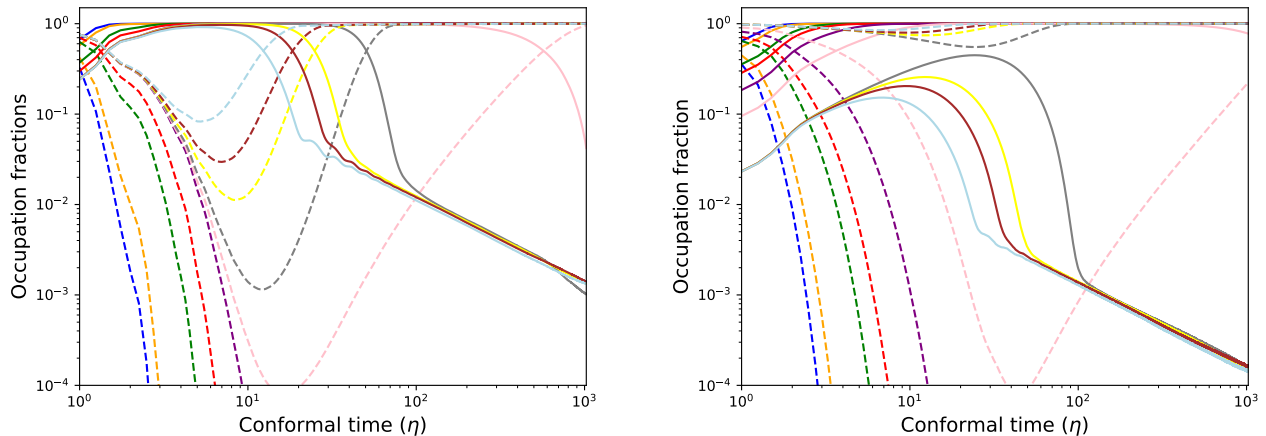 Occupation fractions
10⁰
10⁻¹
10⁻²
10⁻³
10⁻⁴
10⁰ 10¹ 10² 10³
Conformal time (η)
Occupation fraction
10⁰
10⁻¹
10⁻²
10⁻³
10⁻⁴
10⁰ 10¹ 10² 10³
Conformal time (η)